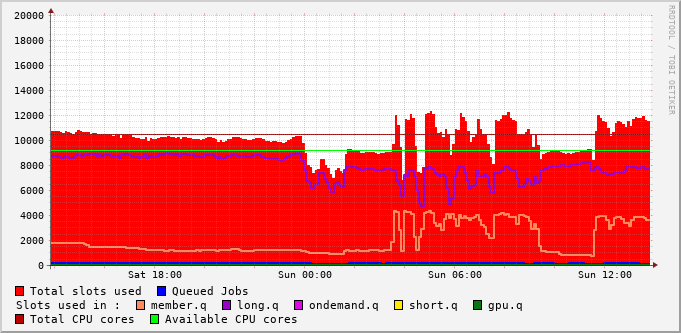 20000
18000
16000
14000
12000
10000
8000
6000
4000
2000
0
Sat 18:00 Sun 00:00 Sun 06:00 Sun 12:00
Total slots used Queued Jobs
Slots used in : member.q long.q ondemand.q short.q gpu.q
Total CPU cores Available CPU cores
RRDTOOL / TOBI OETIKER